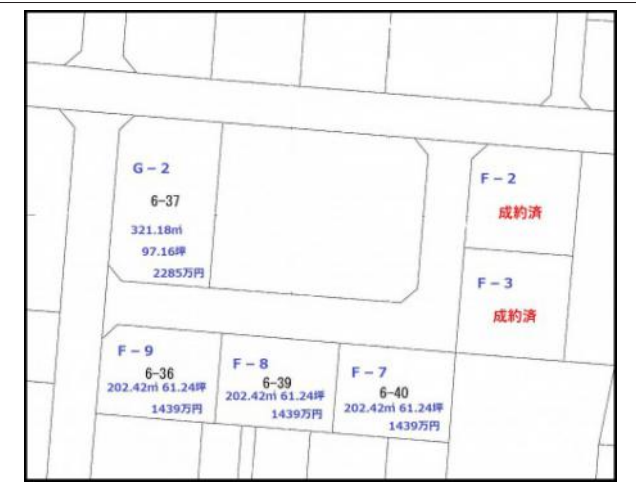 G－2
6-37
321.18㎡
97.16坪
2285万円
F－2
成約済
F－3
成約済
F－9
6-36
202.42㎡ 61.24坪
1439万円
F－8
6-39
202.42㎡ 61.24坪
1439万円
F－7
6-40
202.42㎡ 61.24坪
1439万円